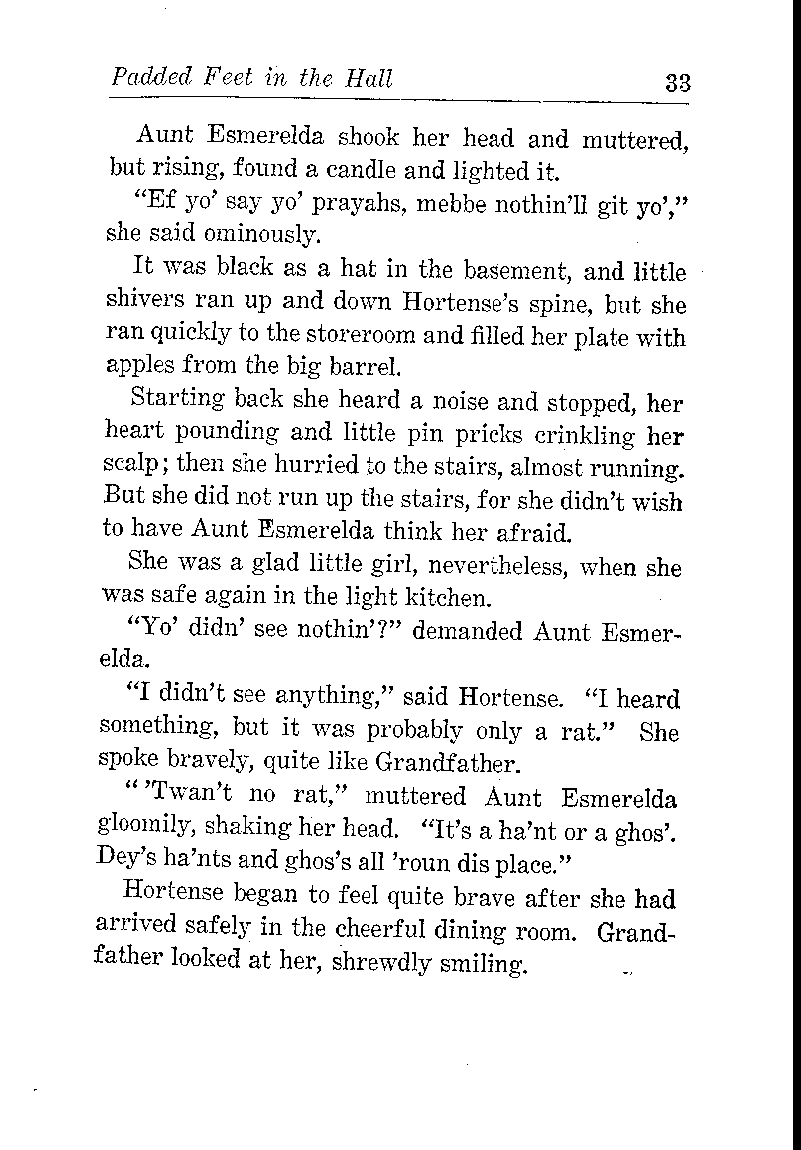 Padded Feet in the Hall 33
Aunt Esmerelda shook her head and muttered,
but rising, found a candle and lighted it.
“Ef yo’ say yo’ prayahs, mebbe nothin’ll git yo’,”
she said ominously.
It was black as a hat in the basement, and little
shivers ran up and down Hortense’s spine, but she
ran quickly to the storeroom and filled her plate with
apples from the big barrel.
Starting back she heard a noise and stopped, her
heart pounding and little pin pricks crinkling her
scalp; then she hurried to the stairs, almost running.
But she did not run up the stairs, for she didn’t wish
to have Aunt Esmerelda think her afraid.
She was a glad little girl, nevertheless, when she
was safe again in the light kitchen.
“Yo’ didn’ see nothin’?” demanded Aunt Esmer-
elda.
“I didn’t see anything,” said Hortense. “I heard
something, but it was probably only a rat.” She
spoke bravely, quite like Grandfather.
“ ’Twan’t no rat,” muttered Aunt Esmerelda
gloomily, shaking her head. “It’s a ha’nt or a ghos’.
Dey’s ha’nts and ghos’s all ’roun dis place.”
Hortense began to feel quite brave after she had
arrived safely in the cheerful dining room. Grand-
father looked at her, shrewdly smiling.